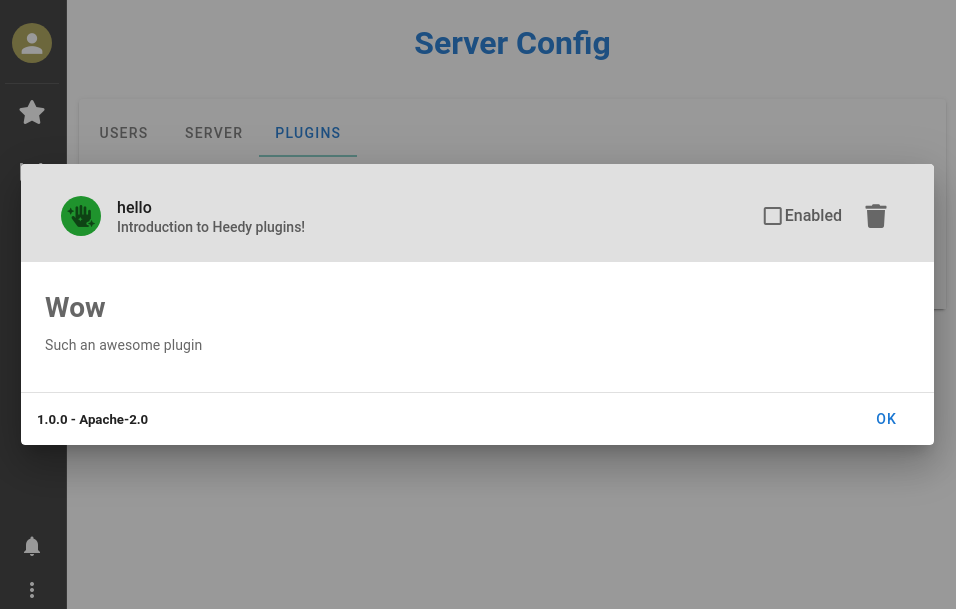 Server Config
USERS SERVER PLUGINS
hello
Introduction to Heedy plugins!
Enabled
Wow
Such an awesome plugin
1.0.0 - Apache-2.0
OK